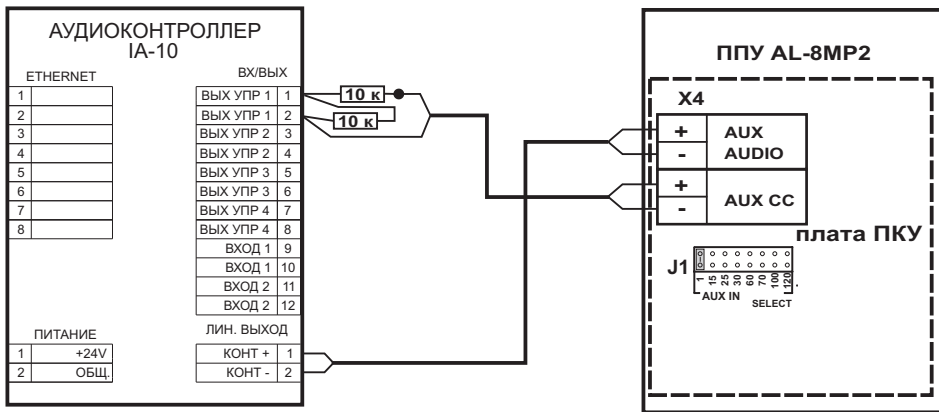 АУДИОКОНТРОЛЛЕР
IA-10
ETHERNET
1
2
3
4
5
6
7
8
ВХ/ВЫХ
ВЫХ УПР 1 1
ВЫХ УПР 1 2
ВЫХ УПР 2 3
ВЫХ УПР 2 4
ВЫХ УПР 3 5
ВЫХ УПР 3 6
ВЫХ УПР 4 7
ВЫХ УПР 4 8
ВХОД 1 9
ВХОД 1 10
ВХОД 2 11
ВХОД 2 12
ПИТАНИЕ
1 +24V
2 ОБЩ.
ЛИН. ВЫХОД
КОНТ + 1
КОНТ - 2
10 к
10 к
ППУ AL-8MP2
X4
+ AUX
- AUDIO
+
- AUX CC
плата ПКУ
J1
1 15 25 30 60 70 100 120
AUX IN SELECT